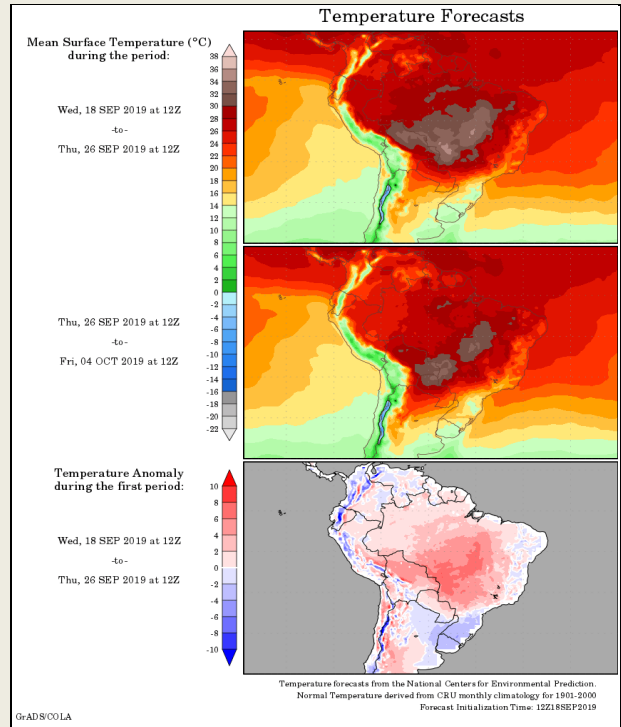 Temperature Forecasts
Mean Surface Temperature (°C)
during the period:
Wed, 18 SEP 2019 at 12Z
-to-
Thu, 26 SEP 2019 at 12Z
38
36
34
32
30
28
26
24
22
20
18
16
14
12
10
8
6
4
2
0
-2
-4
-6
-8
-10
-12
-14
-16
-18
-20
-22
Thu, 26 SEP 2019 at 12Z
-to-
Fri, 04 OCT 2019 at 12Z
Temperature Anomaly
during the first period:
Wed, 18 SEP 2019 at 12Z
-to-
Thu, 26 SEP 2019 at 12Z
10
8
6
4
2
0
-2
-4
-6
-8
-10
Temperature forecasts from the National Centers for Environmental Prediction.
Normal Temperature derived from CRU monthly climatology for 1901-2000
Forecast Initialization Time: 12Z18SEP2019
GrADS/COLA